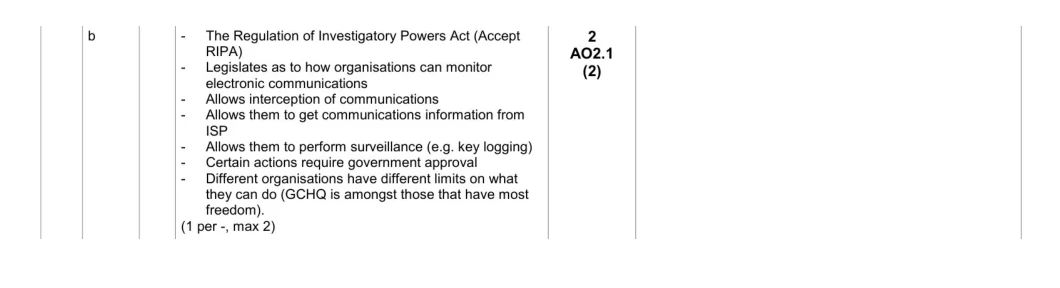 b
- The Regulation of Investigatory Powers Act (Accept
RIPA)
- Legislates as to how organisations can monitor
electronic communications
- Allows interception of communications
- Allows them to get communications information from
ISP
- Allows them to perform surveillance (e.g. key logging)
- Certain actions require government approval
- Different organisations have different limits on what
they can do (GCHQ is amongst those that have most
freedom).
(1 per -, max 2)
2
AO2.1
(2)